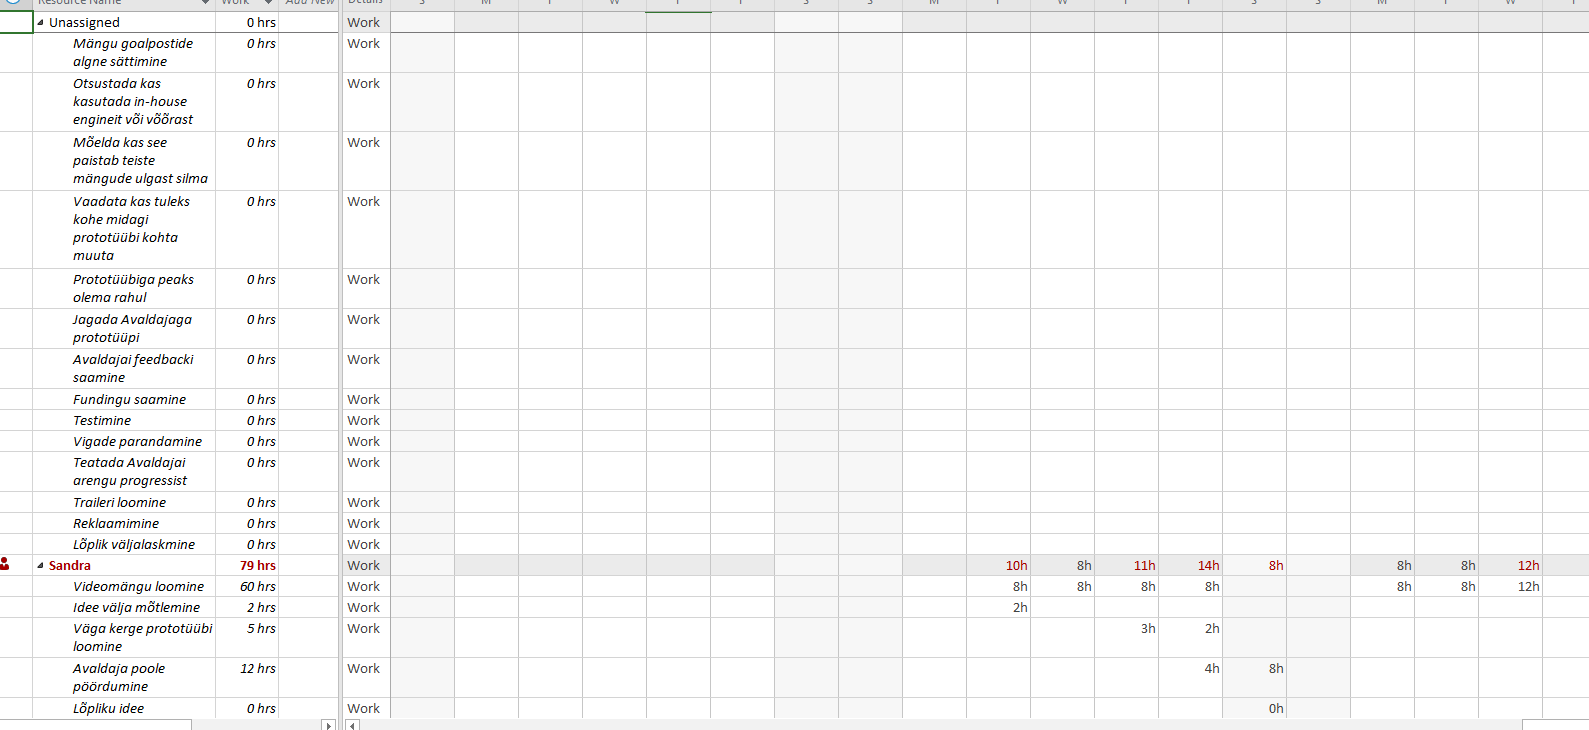 Resource Name Work Add New Details S M T W T F S S M T W T F S S M T W T
Unassigned 0 hrs Work
Mängu goalpostide 0 hrs Work
algne sättimine
Otsustada kas 0 hrs Work
kasutada in-house
engineit või võõrast
Mõelda kas see 0 hrs Work
paistab teiste
mängude ulgast silma
Vaadata kas tuleks 0 hrs Work
kohe midagi
prototüübi kohta
muuta
Prototüübiga peaks 0 hrs Work
olema rahul
Jagada Avaldajaga 0 hrs Work
prototüüpi
Avaldajai feedbacki 0 hrs Work
saamine
Fundingu saamine 0 hrs Work
Testimine 0 hrs Work
Vigade parandamine 0 hrs Work
Teatada Avaldajai 0 hrs Work
arengu progressist
Traileri loomine 0 hrs Work
Reklaamimine 0 hrs Work
Lõplik väljalaskmine 0 hrs Work
Sandra 79 hrs Work 10h 8h 11h 14h 8h 8h 8h 12h
Videomängu loomine 60 hrs Work 8h 8h 8h 8h 8h 8h 12h
Idee välja mõtlemine 2 hrs Work 2h
Väga kerge prototüübi 5 hrs Work 3h 2h
loomine
Avaldaja poole 12 hrs Work 4h 8h
pöördumine
Lõpliku idee 0 hrs Work 0h